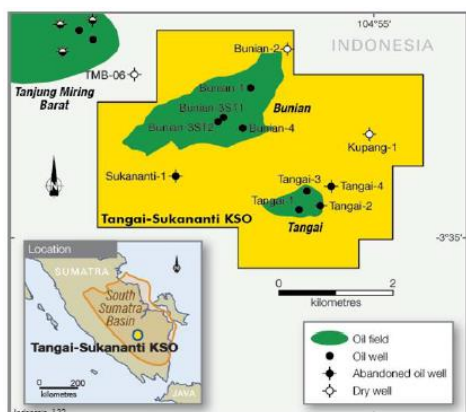 104°55'
INDONESIA
Bunian-2
TMB-06
Tanjung Miring
Barat
Bunian-1
Bunian-3S11
Bunian
Bunian-3S12
Bunian-4
Kupang-1
Sukananti-1
Tangai-3
Tangai-4
Tangai-1
Tangai-2
Tangai-Sukananti KSO
Tangai
-3°35'
Location
SUMATRA
South
Sumatra
Basin
Tangai-Sukananti KSO
0 200
kilometres
JAVA
0 2
kilometres
Oil field
Oil well
Abandoned oil well
Dry well